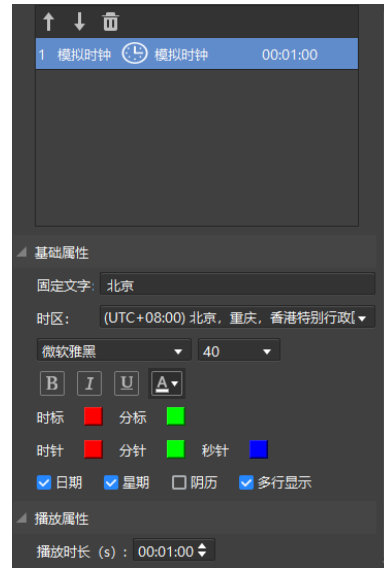 1 模拟时钟 模拟时钟 00:01:00
基础属性
固定文字: 北京
时区: (UTC+08:00) 北京，重庆，香港特别行政
微软雅黑 40
B I U A
时标 分标
时针 分针 秒针
日期 星期 阴历 多行显示
播放属性
播放时长 (s) : 00:01:00